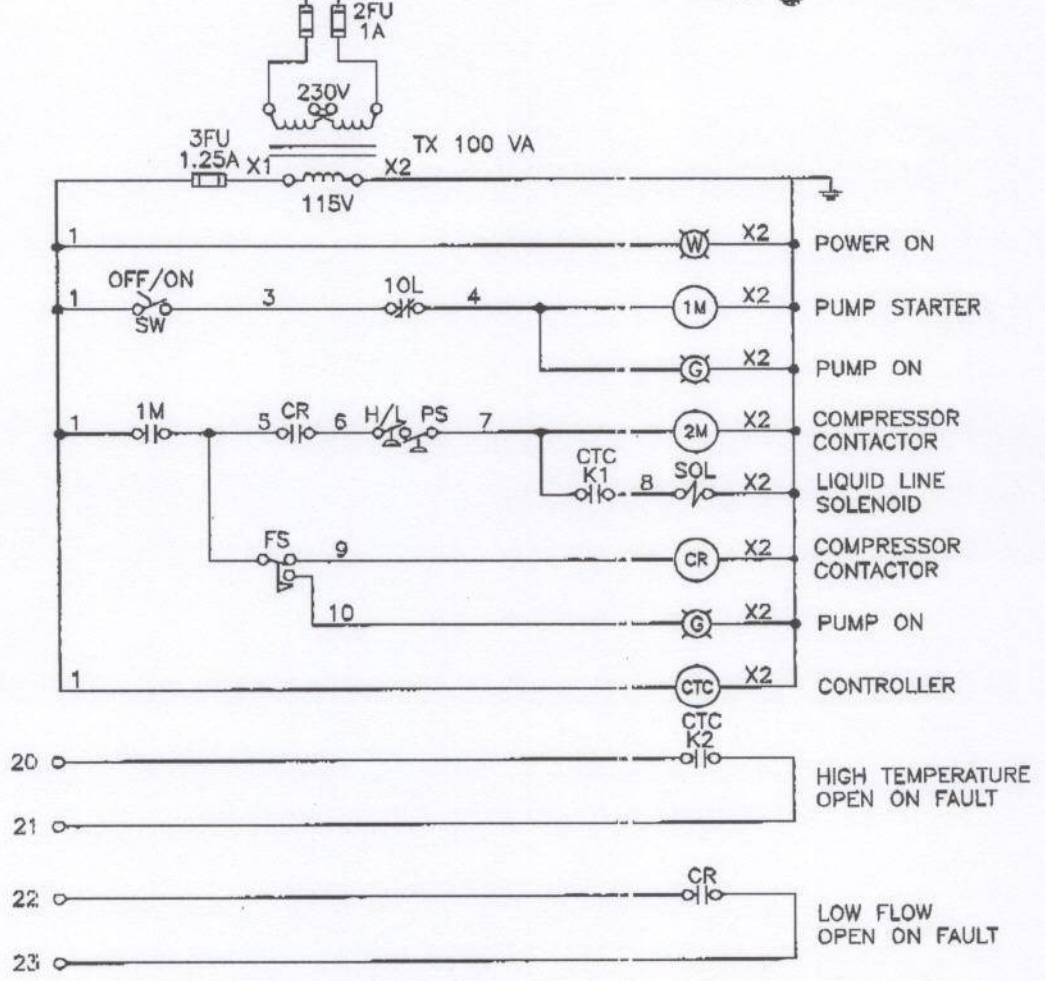 2FU
1A
230V
3FU
1.25A X1 X2 TX 100 VA
115V
1 W X2 POWER ON
OFF/ON
1 3 1OL 4 1M X2 PUMP STARTER
SW
G X2 PUMP ON
1 1M 5 CR 6 H/L PS 7 2M X2 COMPRESSOR
CONTACTOR
CTC
K1 8 SOL X2 LIQUID LINE
SOLENOID
FS 9 CR X2 COMPRESSOR
CONTACTOR
10 G X2 PUMP ON
1 CTC X2 CONTROLLER
CTC
K2
20
HIGH TEMPERATURE
OPEN ON FAULT
21
CR
22
LOW FLOW
OPEN ON FAULT
23